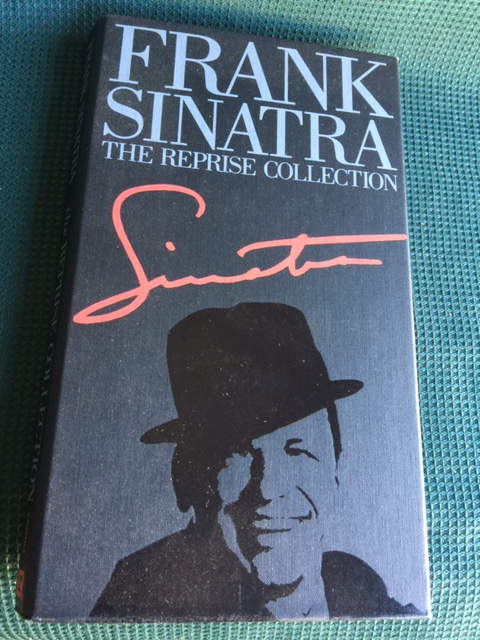 FRANK
SINATRA
THE REPRISE COLLECTION
Sinatra